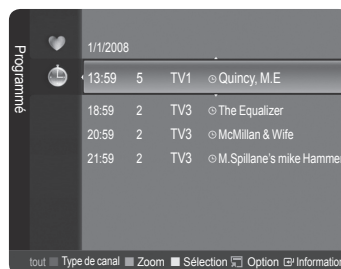 Programmé
1/1/2008
13:59 5 TV1 Quincy, M.E
18:59 2 TV3 The Equalizer
20:59 2 TV3 McMillan & Wife
21:59 2 TV3 M.Spillane's mike Hammer
tout Type de canal Zoom Sélection Option Information